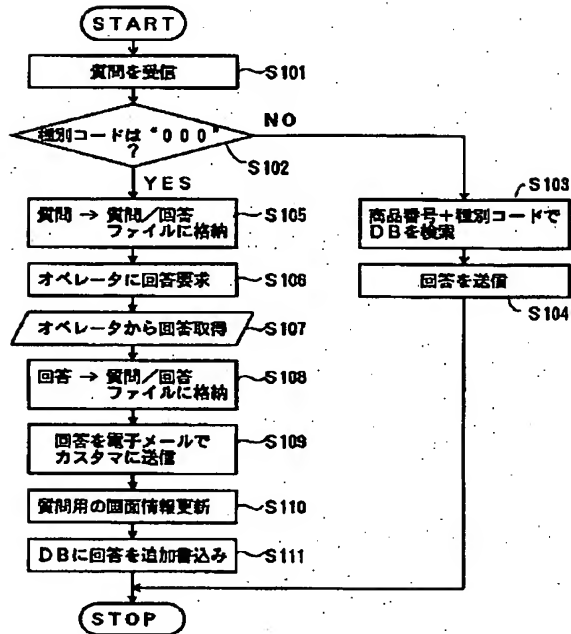 START
質問を受信
S101
種別コードは "000"
?
S102
NO
YES
質問 → 質問/回答
ファイルに格納
S105
商品番号+種別コードで
DBを検索
S103
オペレータに回答要求
S106
回答を送信
S104
オペレータから回答取得
S107
回答 → 質問/回答
ファイルに格納
S108
回答を電子メールで
カスタマに送信
S109
質問用の画面情報更新
S110
DBに回答を追加書込み
S111
STOP